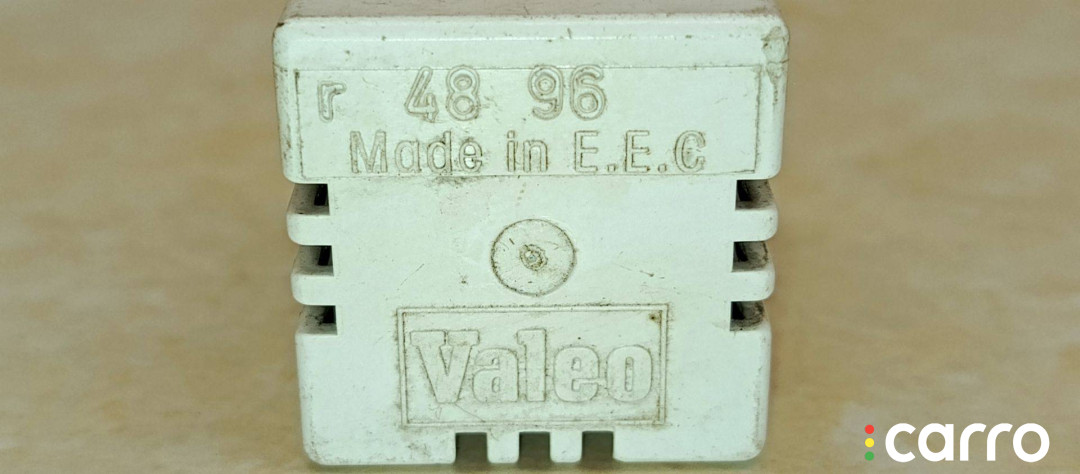 r 48 96
Made in E.E.C
Valeo
carro